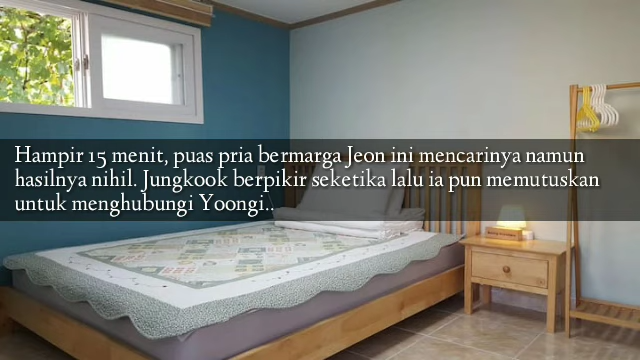 Hampir 15 menit, puas pria bermarga Jeon ini mencarinya namun
hasilnya nihil. Jungkook berpikir seketika lalu ia pun memutuskan
untuk menghubungi Yoongi..